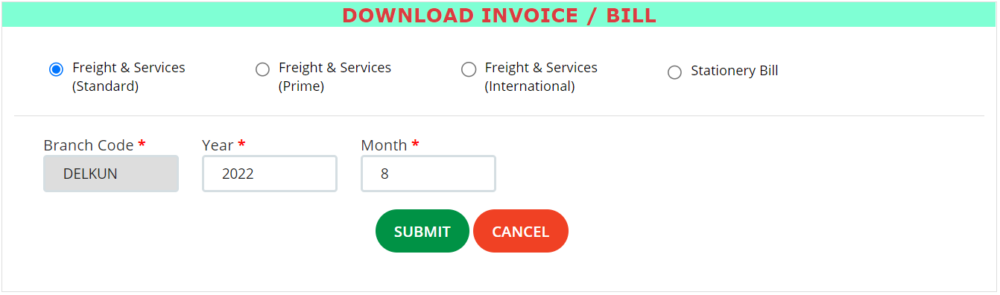 DOWNLOAD INVOICE / BILL
Freight & Services
(Standard)
Freight & Services
(Prime)
Freight & Services
(International)
Stationery Bill
Branch Code *
Year *
Month *
DELKUN
2022
8
SUBMIT
CANCEL